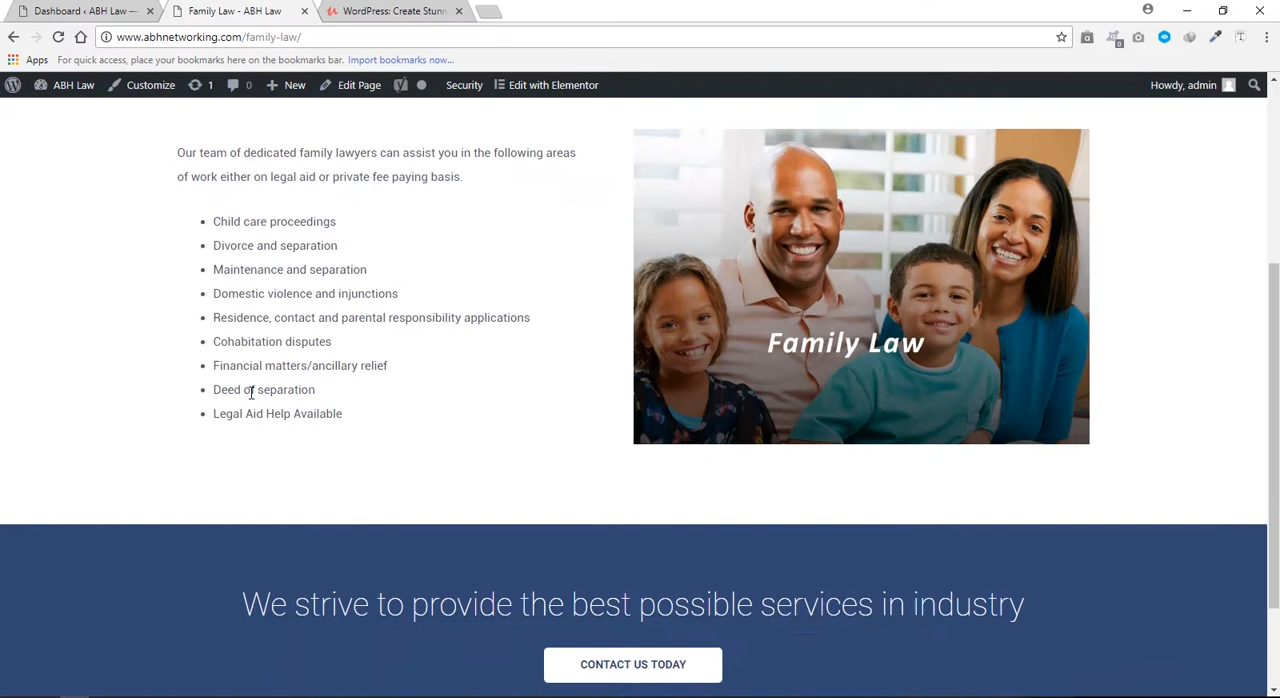 Dashboard ‹ ABH Law —
Family Law - ABH Law
WordPress: Create Stunn
www.abhnetworking.com/family-law/
Apps
For quick access, place your bookmarks here on the bookmarks bar. Import bookmarks now...
ABH Law
Customize
1
0
New
Edit Page
Security
Edit with Elementor
Howdy, admin
Our team of dedicated family lawyers can assist you in the following areas
of work either on legal aid or private fee paying basis.
• Child care proceedings
• Divorce and separation
• Maintenance and separation
• Domestic violence and injunctions
• Residence, contact and parental responsibility applications
• Cohabitation disputes
• Financial matters/ancillary relief
• Deed of separation
• Legal Aid Help Available
Family Law
We strive to provide the best possible services in industry
CONTACT US TODAY